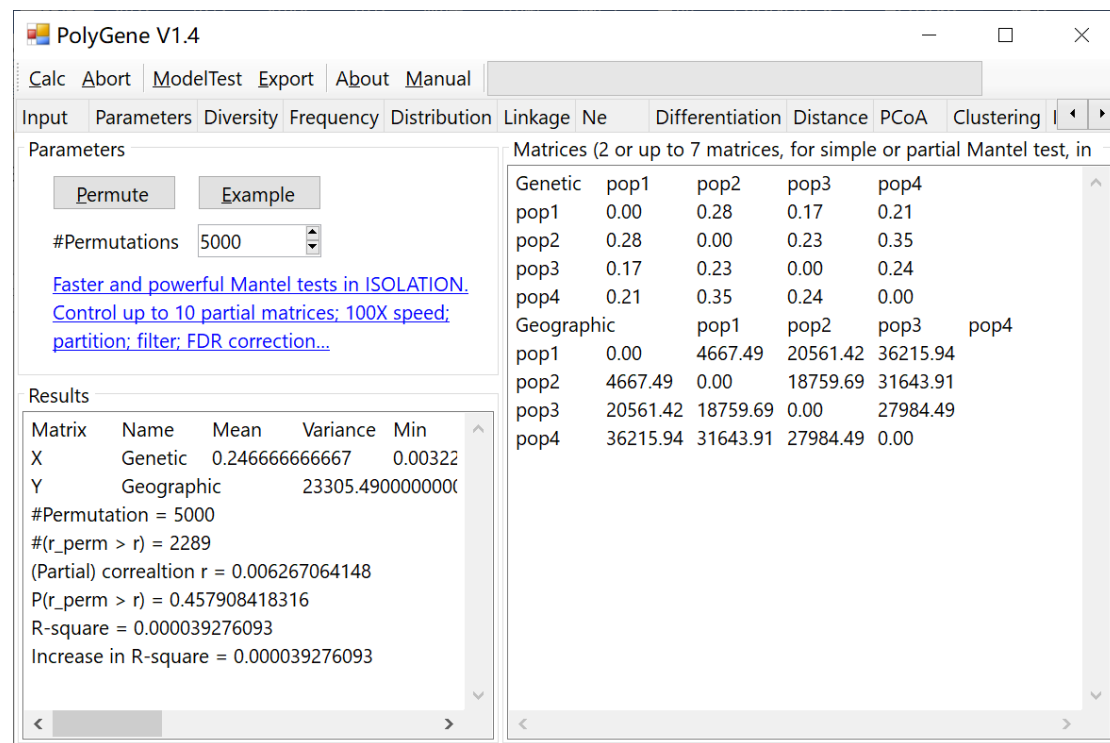 PolyGene V1.4
Calc Abort ModelTest Export About Manual
Input Parameters Diversity Frequency Distribution Linkage Ne Differentiation Distance PCoA Clustering
Parameters
Permute Example
#Permutations 5000
Faster and powerful Mantel tests in ISOLATION.
Control up to 10 partial matrices; 100X speed;
partition; filter; FDR correction...
Results
Matrix Name Mean Variance Min
X Genetic 0.246666666667 0.00322
Y Geographic 23305.49000000000
#Permutation = 5000
#(r_perm > r) = 2289
(Partial) correaltion r = 0.006267064148
P(r_perm > r) = 0.457908418316
R-square = 0.000039276093
Increase in R-square = 0.000039276093
Matrices (2 or up to 7 matrices, for simple or partial Mantel test, in
Genetic pop1 pop2 pop3 pop4
pop1 0.00 0.28 0.17 0.21
pop2 0.28 0.00 0.23 0.35
pop3 0.17 0.23 0.00 0.24
pop4 0.21 0.35 0.24 0.00
Geographic pop1 pop2 pop3 pop4
pop1 0.00 4667.49 20561.42 36215.94
pop2 4667.49 0.00 18759.69 31643.91
pop3 20561.42 18759.69 0.00 27984.49
pop4 36215.94 31643.91 27984.49 0.00